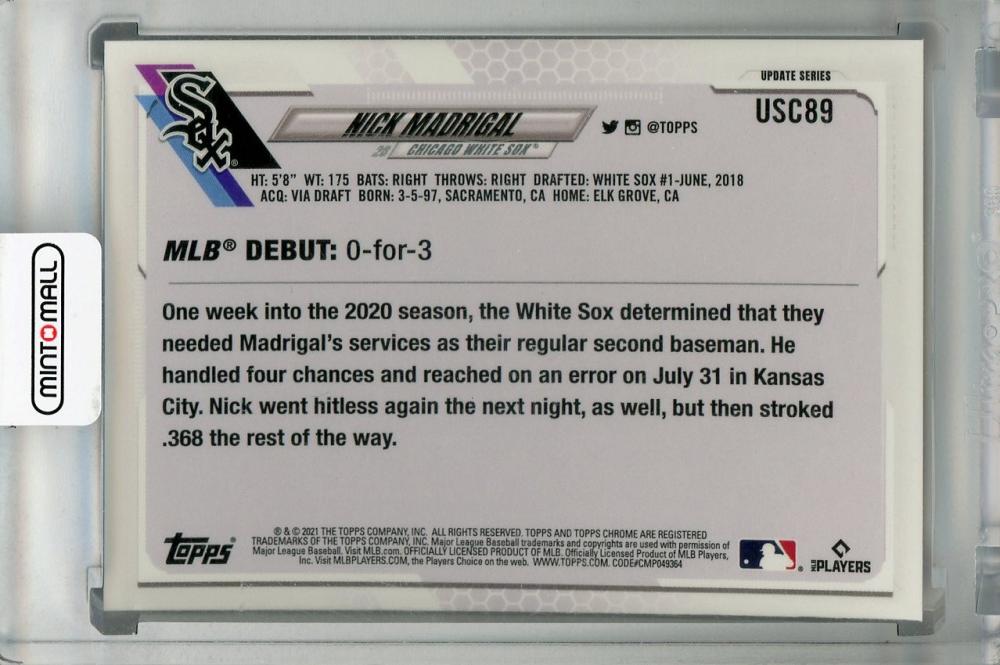 UPDATE SERIES
USC89
Sox
NICK MADRIGAL
@TOPPS
CHICAGO WHITE SOX®
HT: 5'8" WT: 175 BATS: RIGHT THROWS: RIGHT DRAFTED: WHITE SOX #1-JUNE, 2018
ACQ: VIA DRAFT BORN: 3-5-97, SACRAMENTO, CA HOME: ELK GROVE, CA
MLB® DEBUT: 0-for-3
One week into the 2020 season, the White Sox determined that they
needed Madrigal's services as their regular second baseman. He
handled four chances and reached on an error on July 31 in Kansas
City. Nick went hitless again the next night, as well, but then stroked
.368 the rest of the way.
MINTOMALL
Topps®
® & © 2021 THE TOPPS COMPANY, INC. ALL RIGHTS RESERVED. TOPPS AND TOPPS CHROME ARE REGISTERED
TRADEMARKS OF THE TOPPS COMPANY, INC. Major League Baseball trademarks and copyrights are used with permission of
Major League Baseball. Visit MLB.com. OFFICIALLY LICENSED PRODUCT OF MLB. Officially Licensed Product of MLB Players,
Inc. Visit MLBPLAYERS.com, the Players Choice on the web. WWW.TOPPS.COM. CODE#CMP049364
MLB PLAYERS